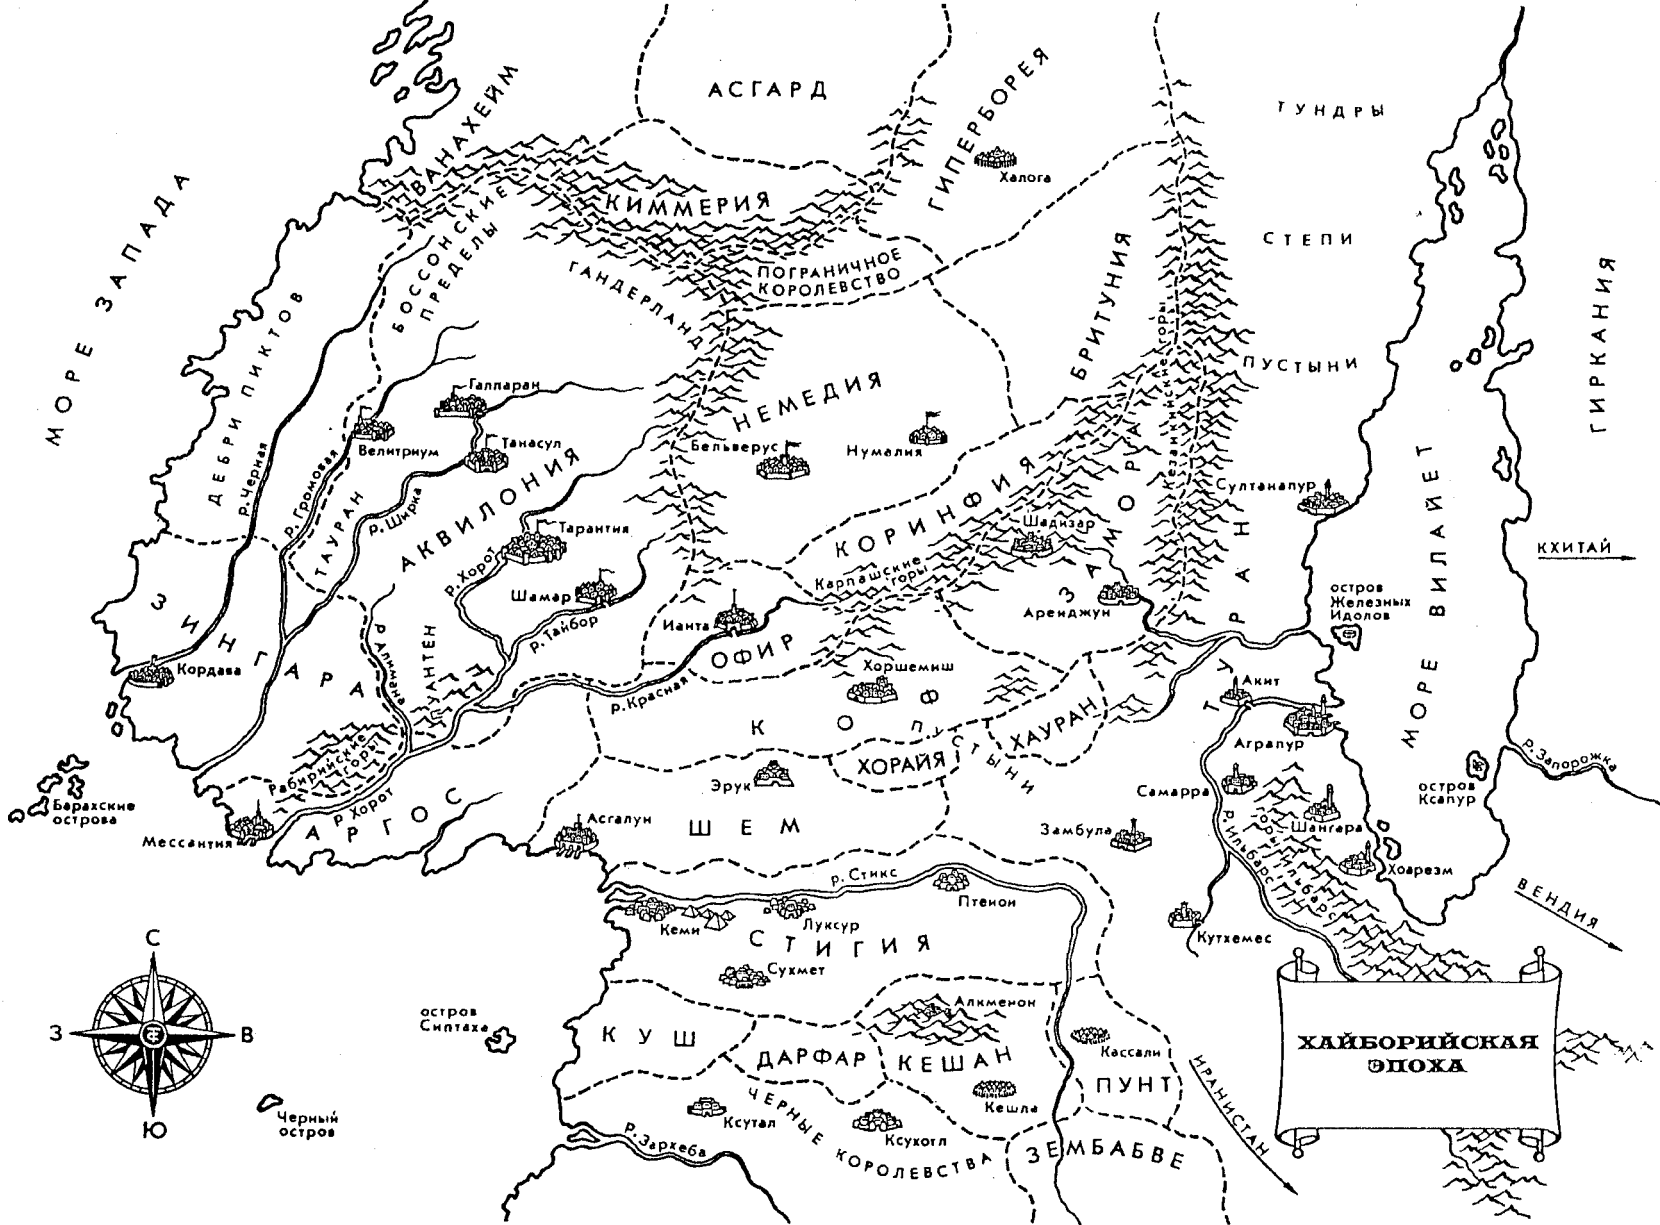 АСГАРД
ГИПЕРБОРЕЯ
ТУНДРЫ
ВАНАХЕЙМ
Халога
МОРЕ ЗАПАДА
КИММЕРИЯ
БОССОНСКИЕ
ПРЕДЕЛЫ
СТЕПИ
ПОГРАНИЧНОЕ
КОРОЛЕВСТВО
ГАНДЕРЛАНД
БРИТУНИЯ
ГИРКАНИЯ
ДЕБРИ ПИКТОВ
ПУСТЫНИ
Галпаран
НЕМЕДИЯ
Велитриум
Танасул
Бельверус
Нумалия
р.Черная
р. Громовая
ТАУРАН
р. Ширка
АКВИЛОНИЯ
КОРИНФИЯ
ЗАМОРА
Султанапур
МОРЕ ВИЛАЙЕТ
Тарантия
Шадизар
КХИТАЙ
р. Хорот
Карпашские
горы
Шамар
р. Тайбор
Ианта
Аренджун
остров
Железных
Идолов
ЗИНГАРА
р. Алимена
ПУАНТЕН
ОФИР
ТУРАН
Кордава
Хоршемиш
р. Красная
КОФ
ПУСТЫНИ
ХАУРАН
Акит
Аграпур
Рабирийские
горы
ХОРАЙЯ
р. Запорожка
Барахские
острова
Эрук
Самарра
остров
Ксапур
р. Хорот
АРГОС
Мессантия
Асгалун
ШЕМ
Замбула
р. Ильбарс
горы Ильбарс
Шангара
Хоарезм
р. Стикс
Птеион
ВЕНДИЯ
Кеми
Луксур
СТИГИЯ
Кутхемес
С
З
В
Ю
Сухмет
остров
Сиптаха
Алкменон
КУШ
ДАРФАР
КЕШАН
Кассали
ХАЙБОРИЙСКАЯ
ЭПОХА
ПУНТ
ИРАНИСТАН
Кешла
Черный
остров
Ксутал
ЧЕРНЫЕ КОРОЛЕВСТВА
Ксухотл
р. Зархеба
ЗЕМБАБВЕ